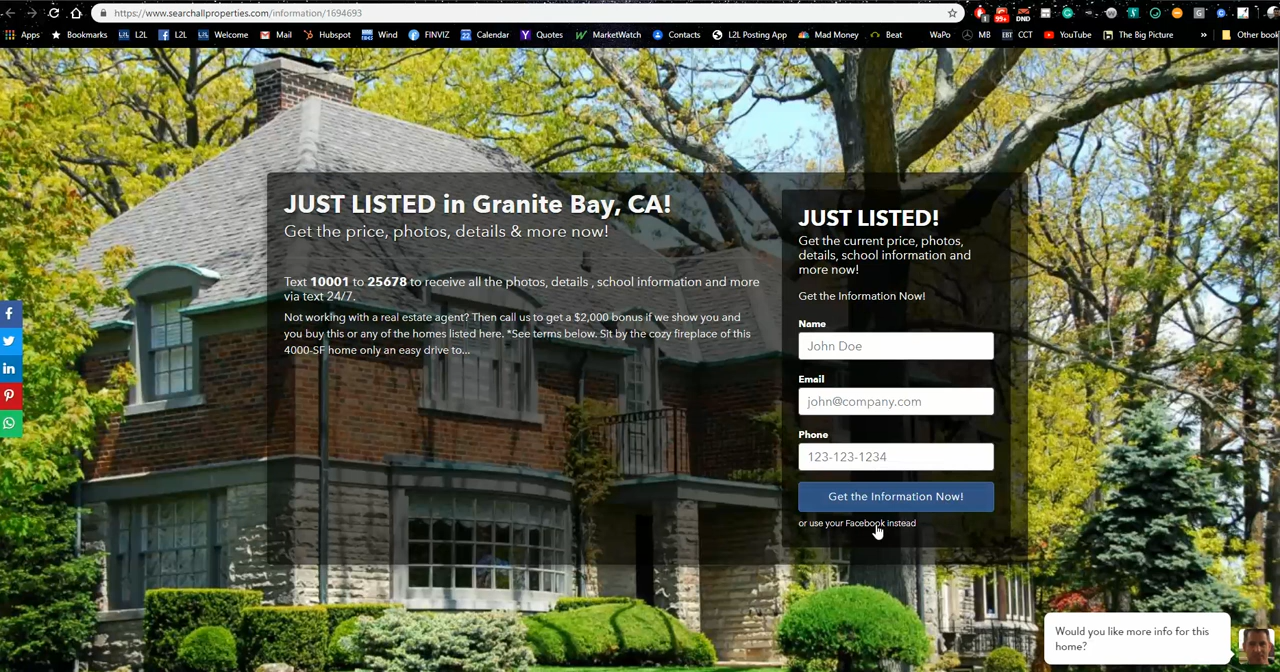 https://www.searchallproperties.com/information/1694693
99+
DND
Apps Bookmarks L2L L2L Welcome Mail Hubspot Wind FINVIZ Calendar Quotes MarketWatch Contacts L2L Posting App Mad Money Beat WaPo MB CCT YouTube The Big Picture » Other book
JUST LISTED in Granite Bay, CA!
Get the price, photos, details & more now!
Text 10001 to 25678 to receive all the photos, details , school information and more
via text 24/7.
Not working with a real estate agent? Then call us to get a $2,000 bonus if we show you and
you buy this or any of the homes listed here. *See terms below. Sit by the cozy fireplace of this
4000-SF home only an easy drive to...
JUST LISTED!
Get the current price, photos,
details, school information and
more now!
Get the Information Now!
Name
John Doe
Email
john@company.com
Phone
123-123-1234
Get the Information Now!
or use your Facebook instead
Would you like more info for this
home?